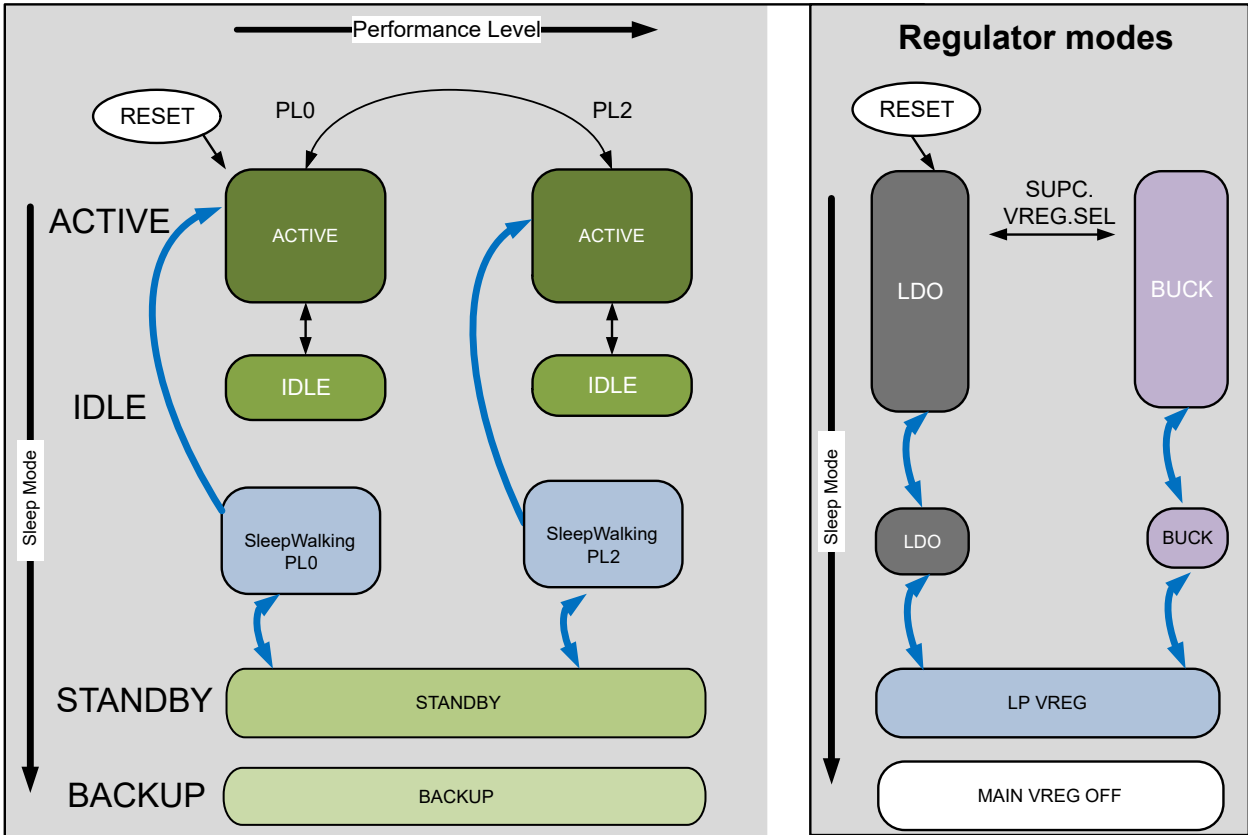 Performance Level
RESET
PL0
PL2
ACTIVE
ACTIVE
ACTIVE
IDLE
IDLE
IDLE
Sleep Mode
SleepWalking
PL0
SleepWalking
PL2
STANDBY
STANDBY
BACKUP
BACKUP
Regulator modes
RESET
SUPC.
VREG.SEL
LDO
BUCK
Sleep Mode
LDO
BUCK
LP VREG
MAIN VREG OFF